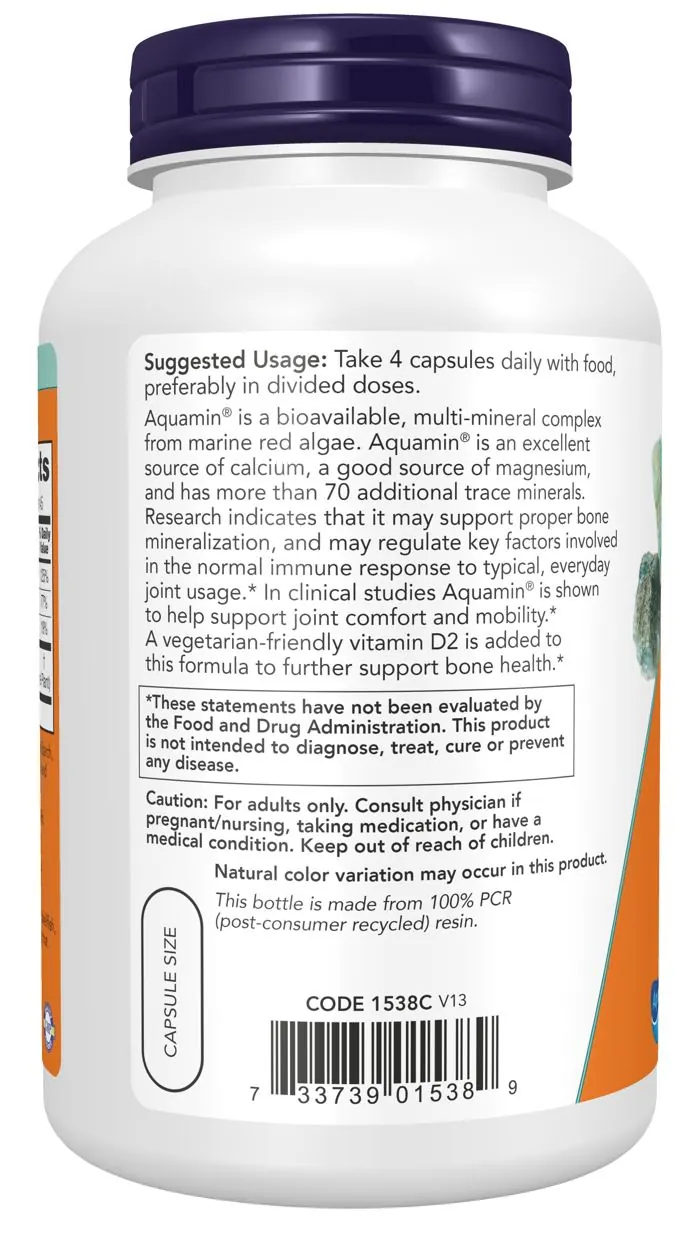 Suggested Usage: Take 4 capsules daily with food,
preferably in divided doses.
Aquamin® is a bioavailable, multi-mineral complex
from marine red algae. Aquamin® is an excellent
source of calcium, a good source of magnesium,
and has more than 70 additional trace minerals.
Research indicates that it may support proper bone
mineralization, and may regulate key factors involved
in the normal immune response to typical, everyday
joint usage.* In clinical studies Aquamin® is shown
to help support joint comfort and mobility.*
A vegetarian-friendly vitamin D2 is added to
this formula to further support bone health.*
*These statements have not been evaluated by
the Food and Drug Administration. This product
is not intended to diagnose, treat, cure or prevent
any disease.
Caution: For adults only. Consult physician if
pregnant/nursing, taking medication, or have a
medical condition. Keep out of reach of children.
Natural color variation may occur in this product.
This bottle is made from 100% PCR
(post-consumer recycled) resin.
CAPSULE SIZE
CODE 1538C V13
7 33739 01538 9